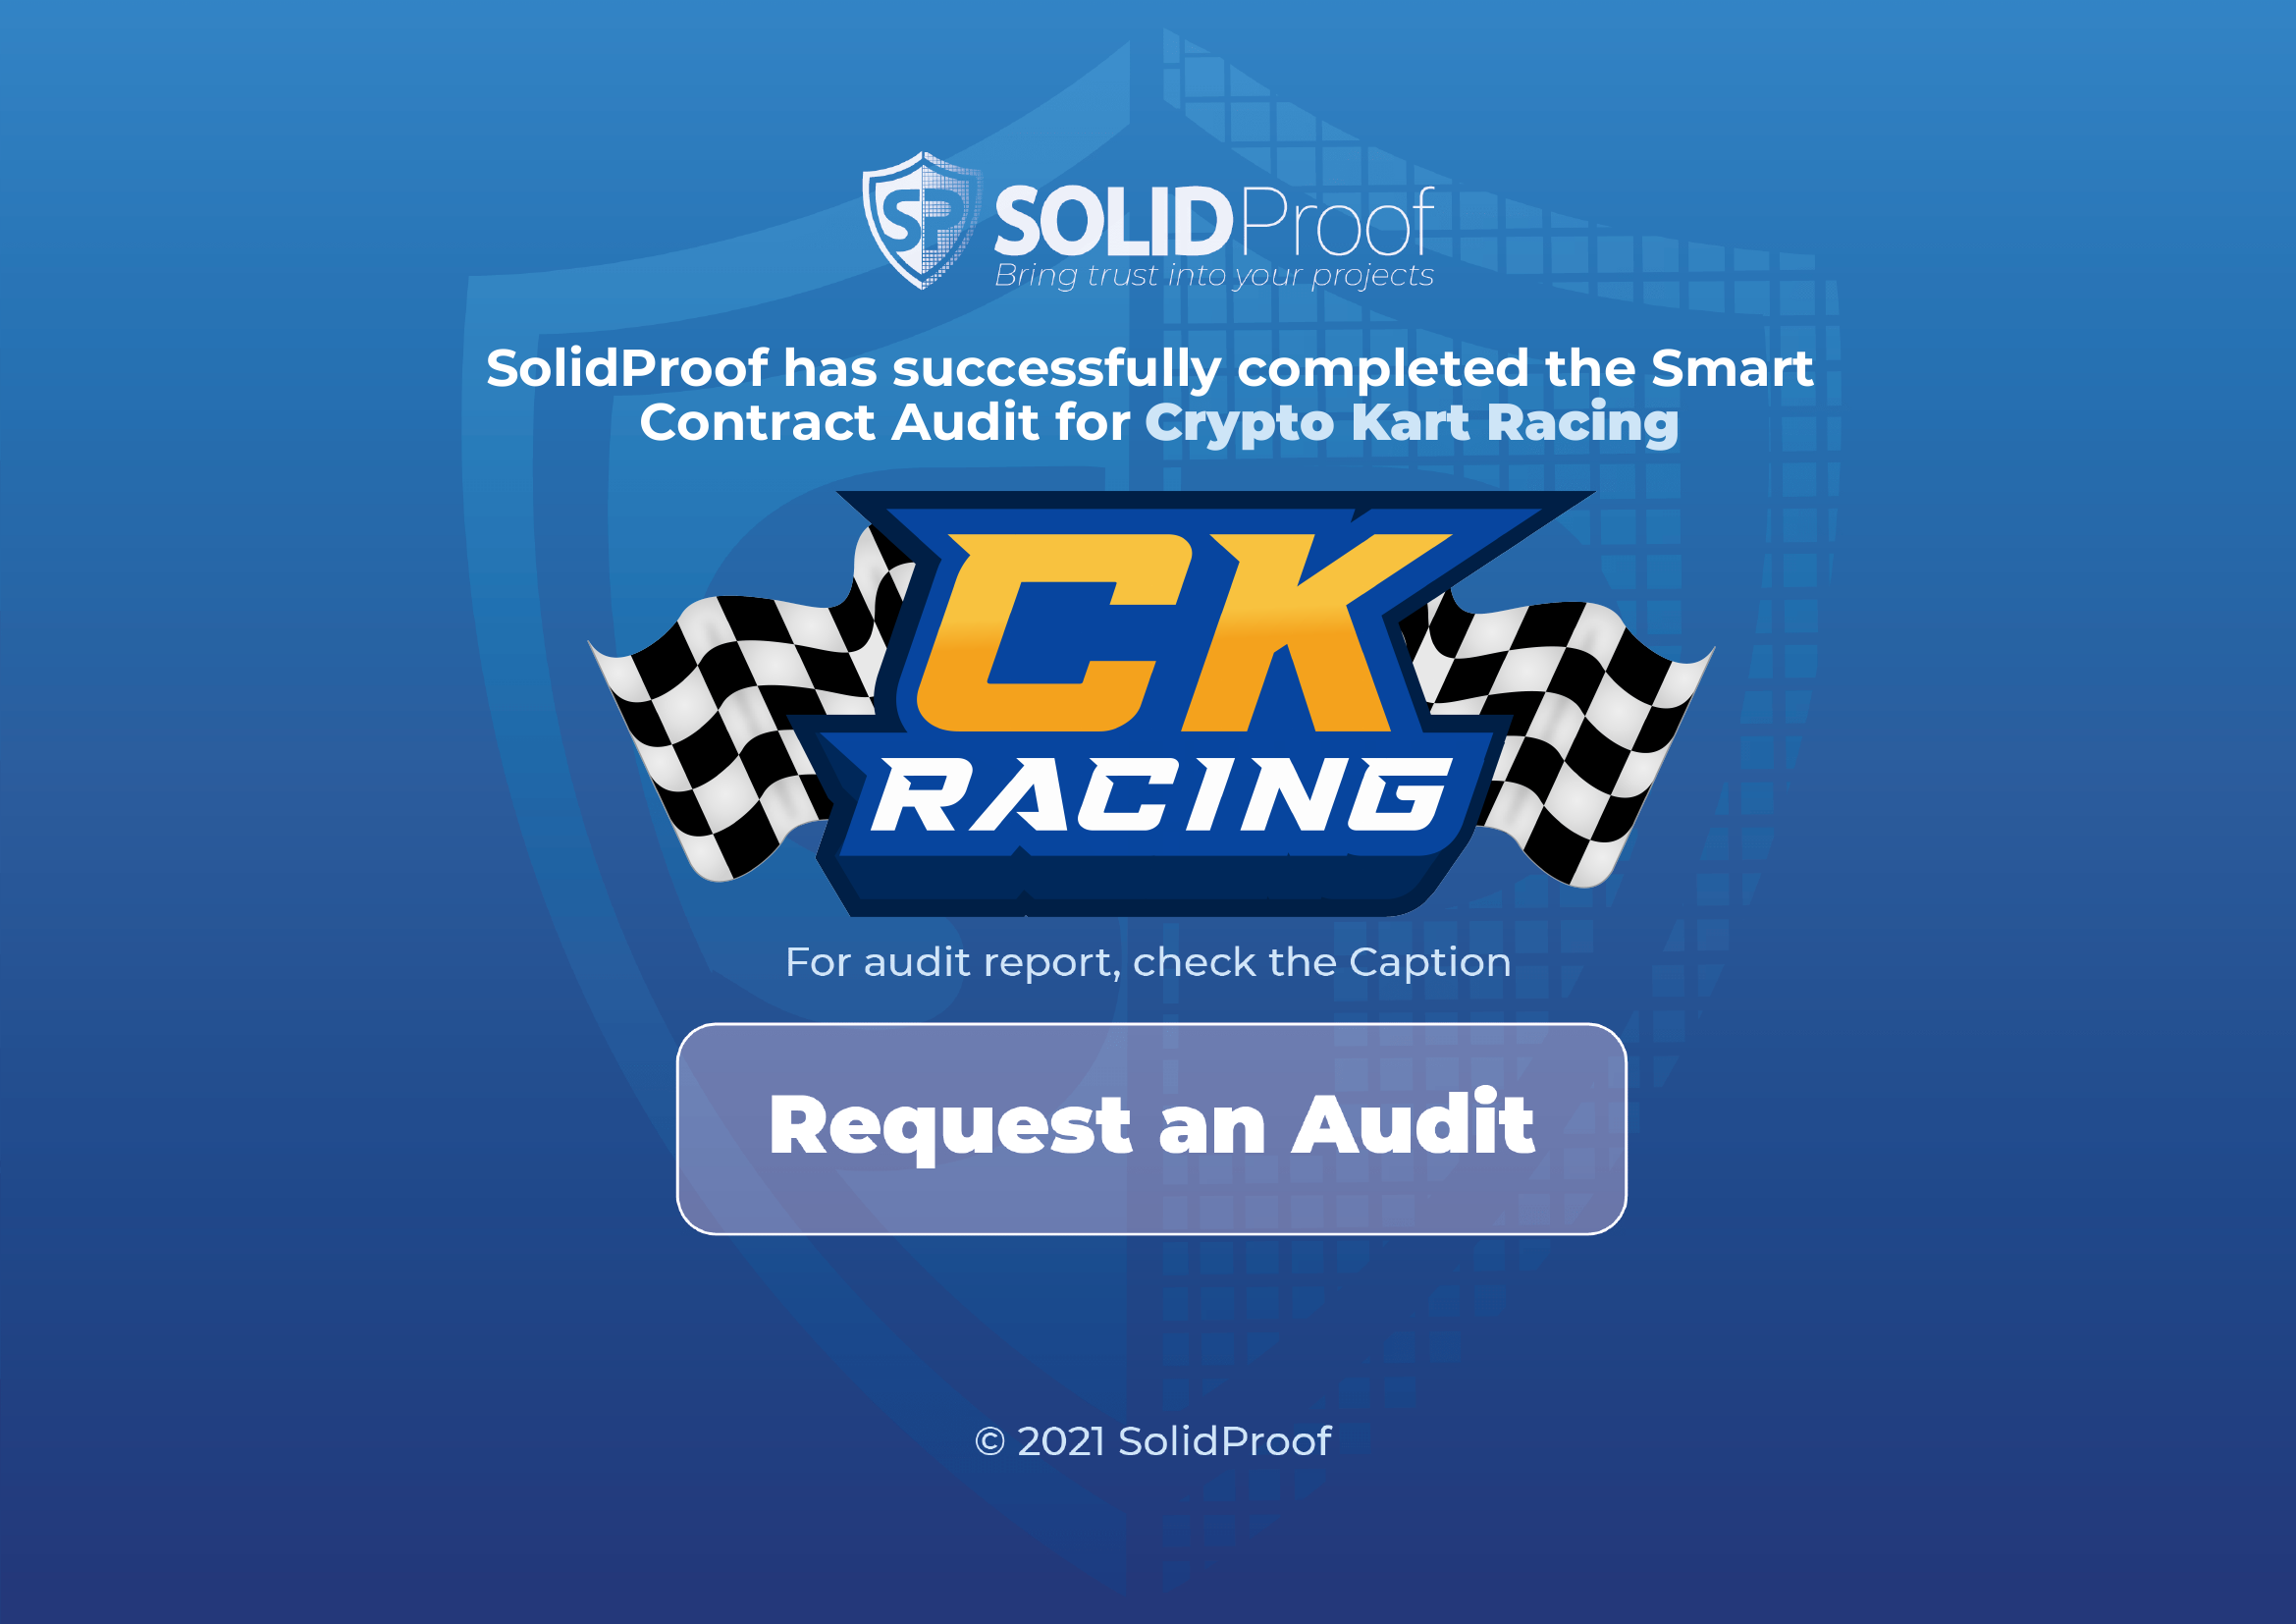 SP SOLIDProof
Bring trust into your projects
SolidProof has successfully completed the Smart
Contract Audit for Crypto Kart Racing
CK
RACING
For audit report, check the Caption
Request an Audit
© 2021 SolidProof